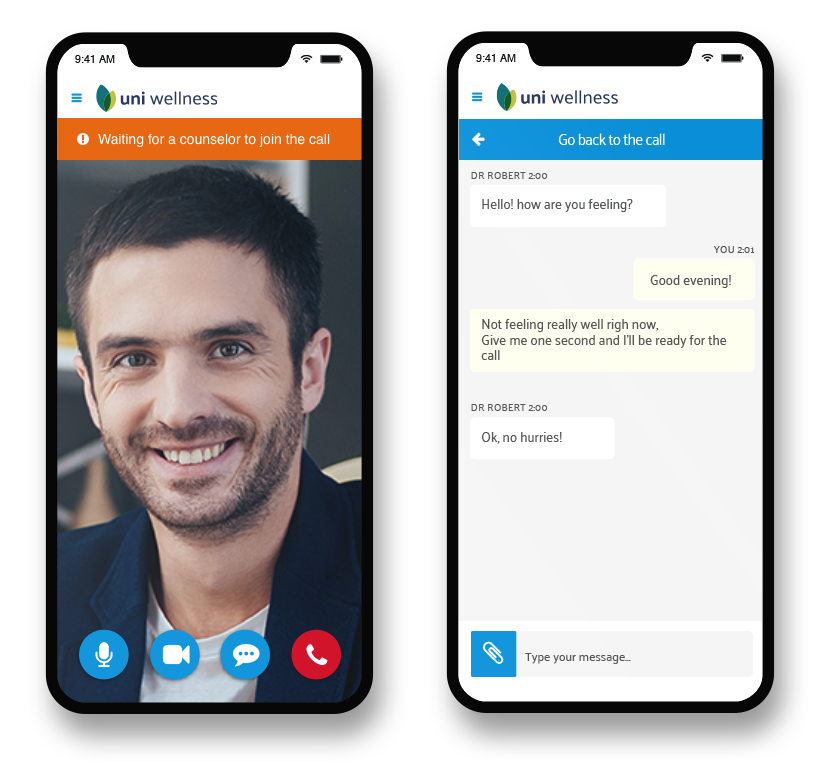 9:41 AM
uni wellness
Waiting for a counselor to join the call
9:41 AM
uni wellness
Go back to the call
DR ROBERT 2:00
Hello! how are you feeling?
YOU 2:01
Good evening!
Not feeling really well righ now,
Give me one second and I'll be ready for the
call
DR ROBERT 2:00
Ok, no hurries!
Type your message...